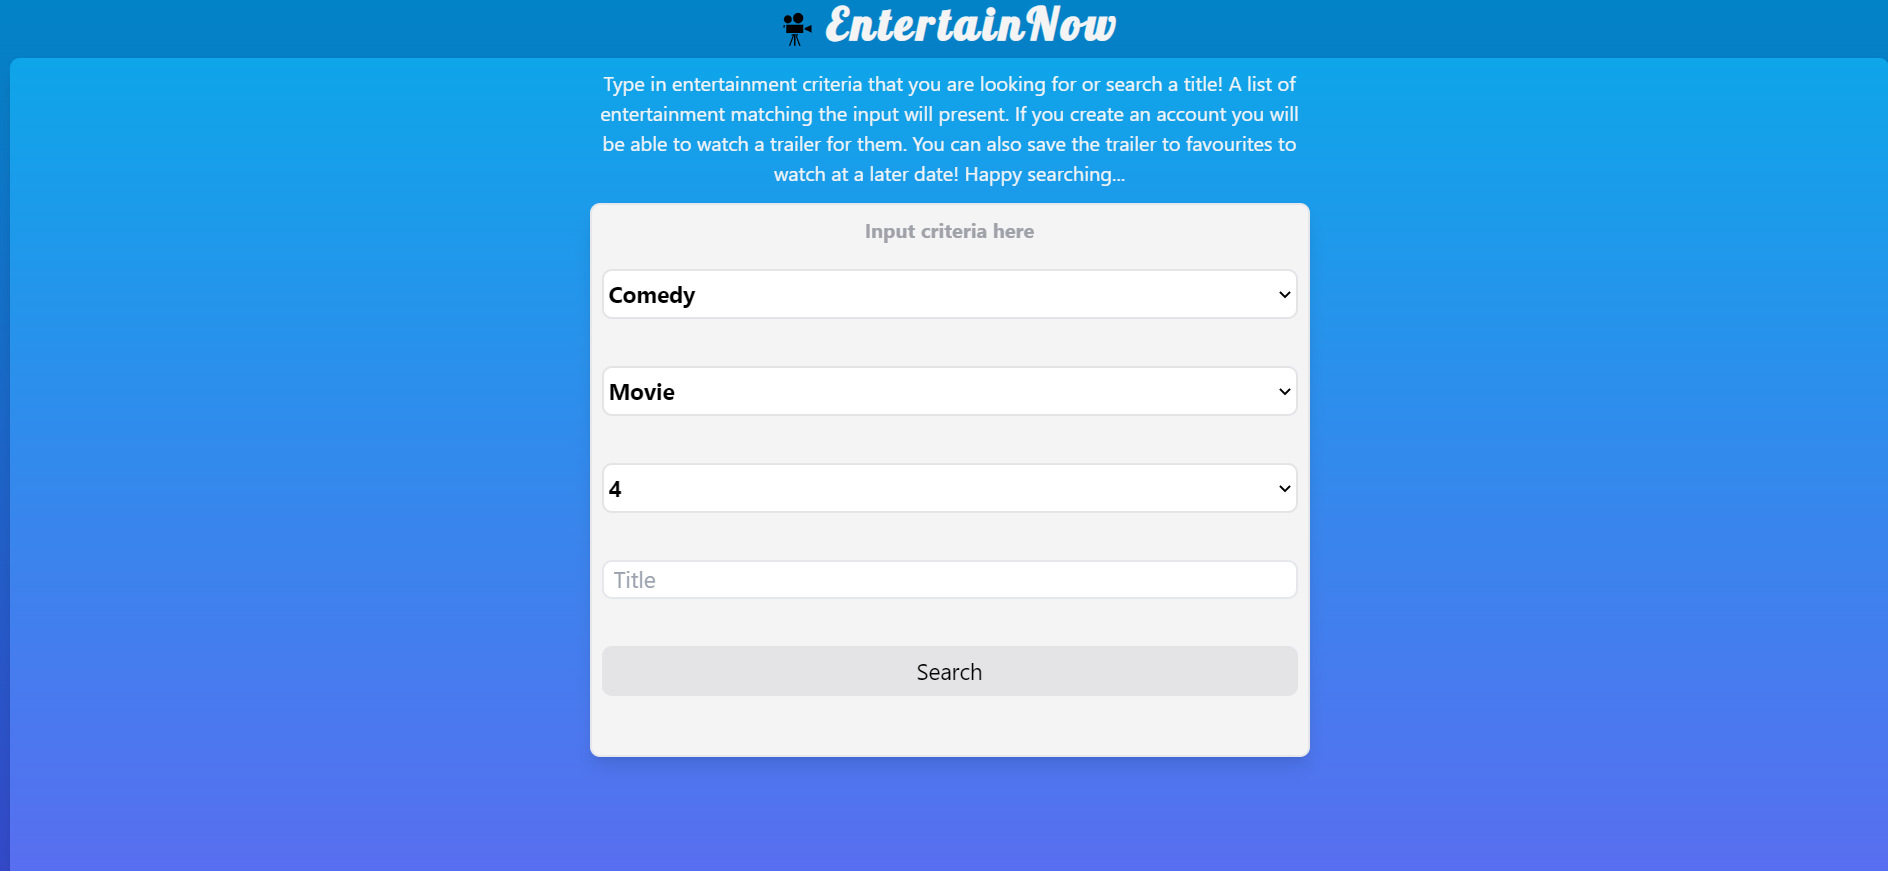 EntertainNow
Type in entertainment criteria that you are looking for or search a title! A list of
entertainment matching the input will present. If you create an account you will
be able to watch a trailer for them. You can also save the trailer to favourites to
watch at a later date! Happy searching...
Input criteria here
Comedy
Movie
4
Title
Search